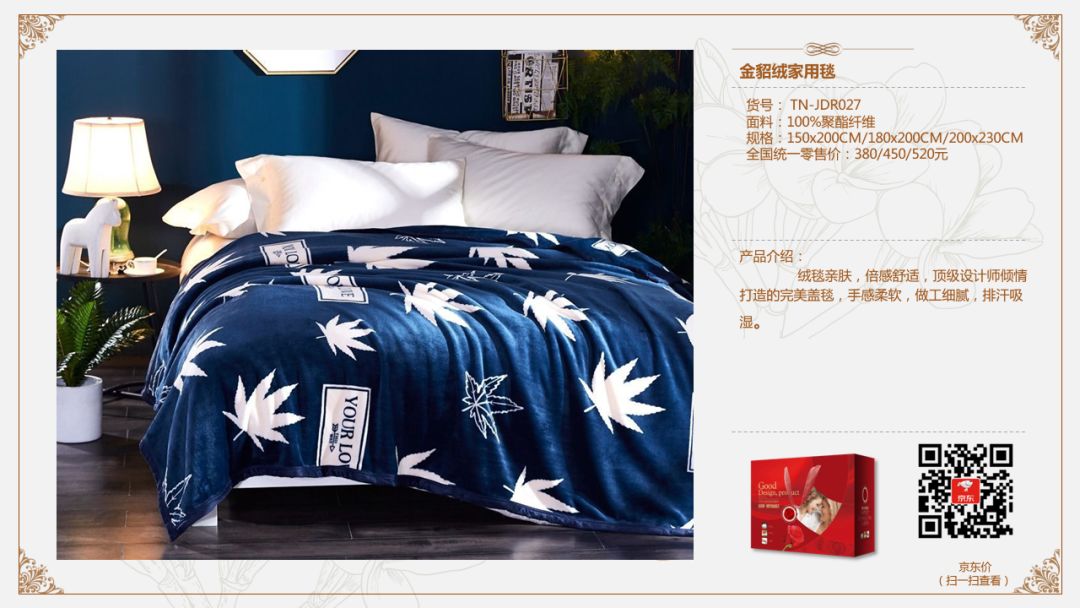 金貂绒家用毯
货号： TN-JDR027
面料：100%聚酯纤维
规格：150x200CM/180x200CM/200x230CM
全国统一零售价：380/450/520元
产品介绍：
绒毯亲肤，倍感舒适，顶级设计师倾情
打造的完美盖毯，手感柔软，做工细腻，排汗吸
湿。
YOUR LO
Good
Design, product
京东
京东价
（扫一扫查看）